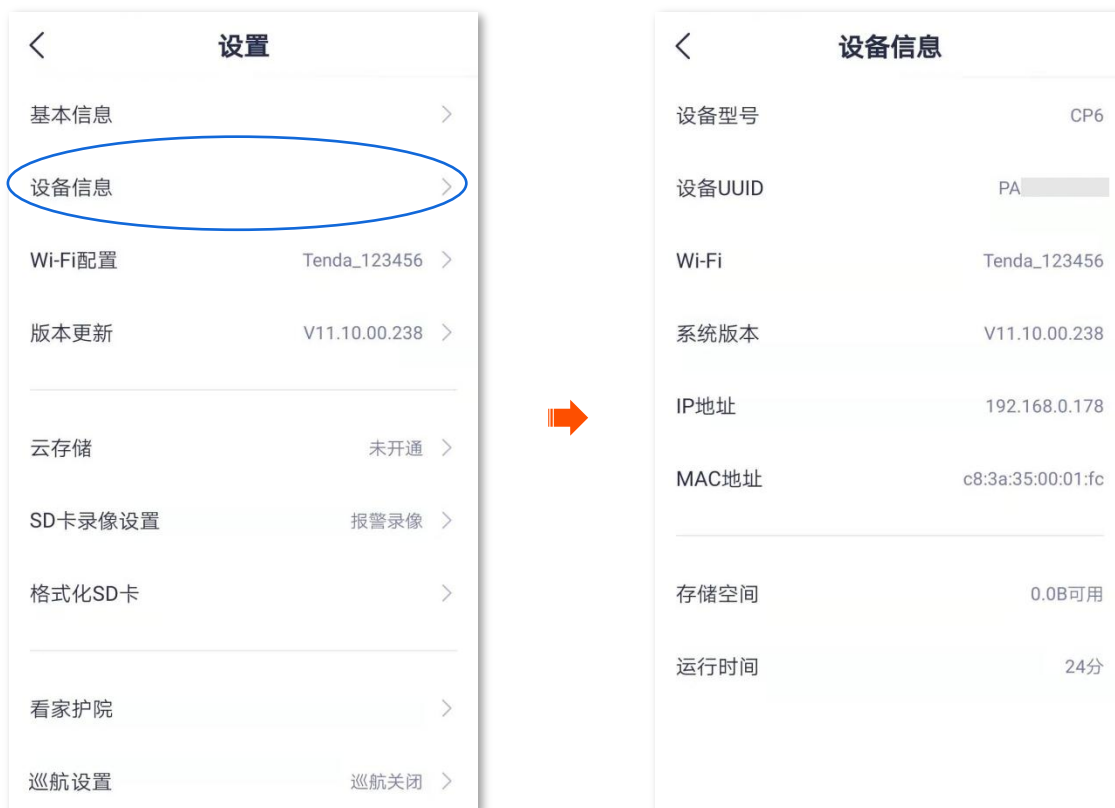 设置
基本信息
设备信息
Wi-Fi配置 Tenda_123456
版本更新 V11.10.00.238
云存储 未开通
SD卡录像设置 报警录像
格式化SD卡
看家护院
巡航设置 巡航关闭
设备信息
设备型号 CP6
设备UUID PA
Wi-Fi Tenda_123456
系统版本 V11.10.00.238
IP地址 192.168.0.178
MAC地址 c8:3a:35:00:01:fc
存储空间 0.0B可用
运行时间 24分